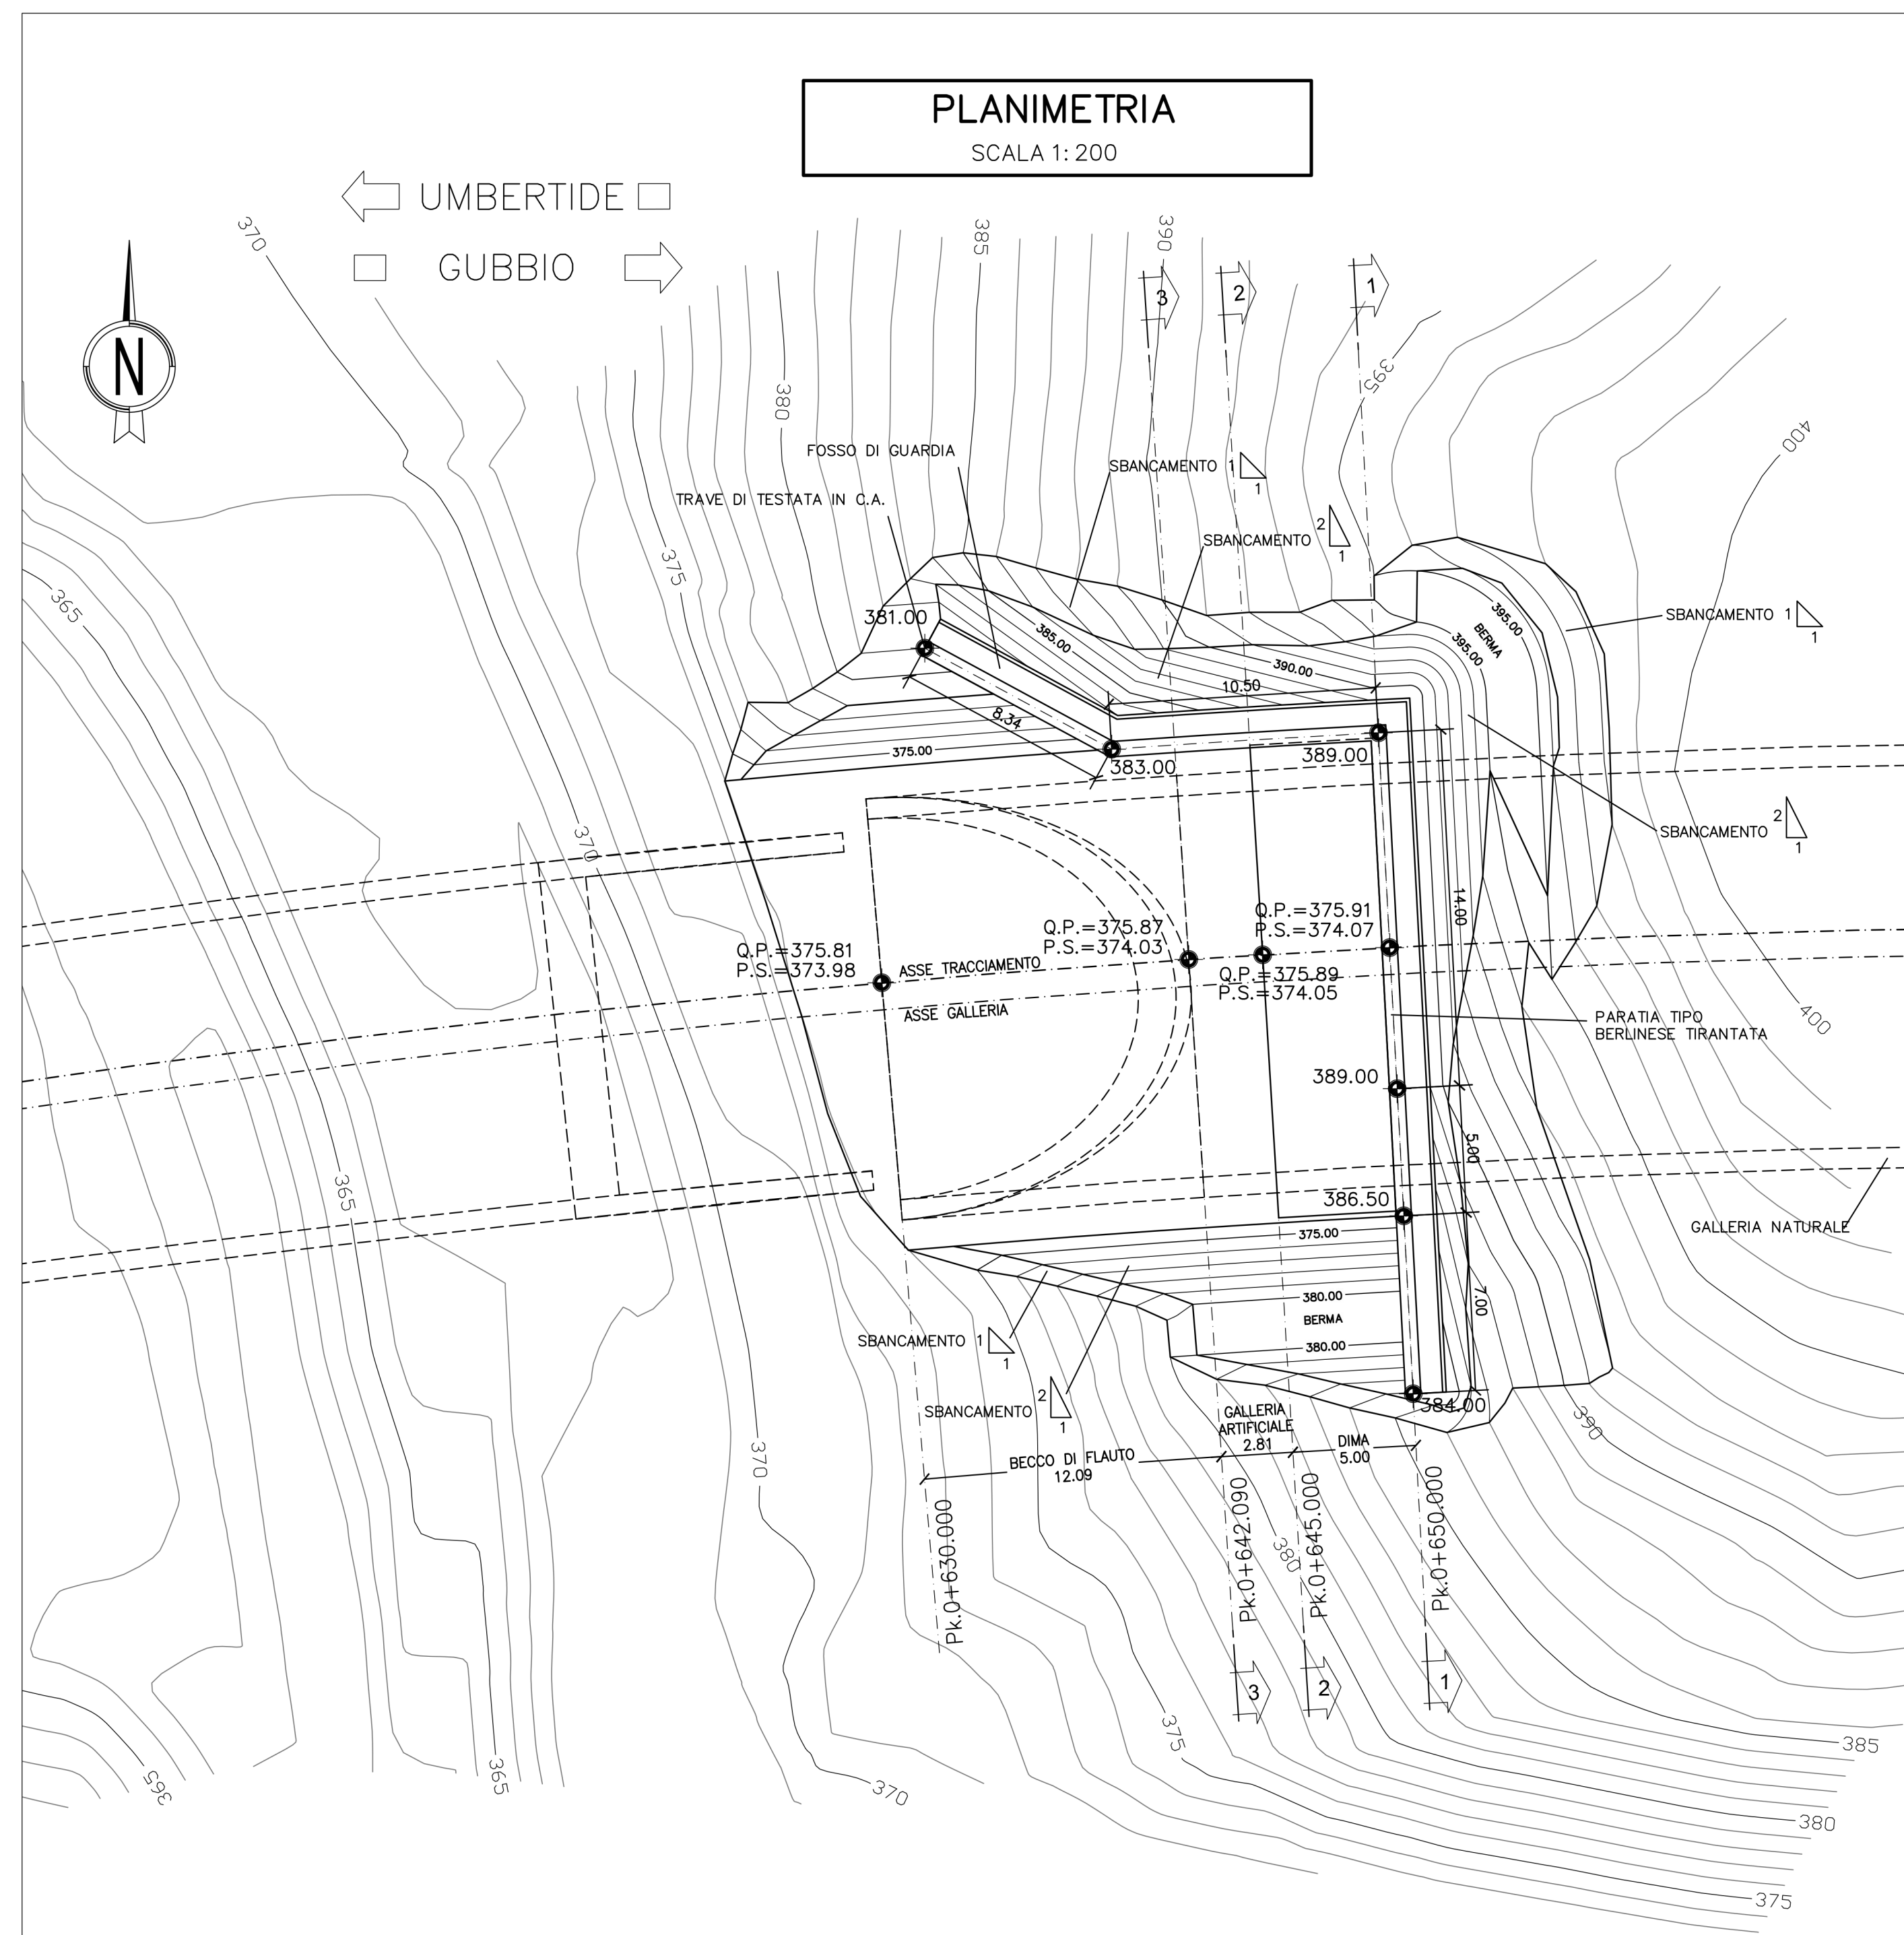 PLANIMETRIA
SCALA 1: 200
UMBERTIDE
GUBBIO
N
370
385
390
3
2
1
380
395
400
FOSSO DI GUARDIA
TRAVE DI TESTATA IN C.A.
SBANCAMENTO 1
1
SBANCAMENTO 2
1
375
365
381.00
385.00
390.00
395.00
395.00
BERMA
SBANCAMENTO 1
1
10.50
8.34
375.00
383.00
389.00
370
SBANCAMENTO 2
1
14.00
Q.P.=375.81
P.S.=373.98
Q.P.=375.87
P.S.=374.03
Q.P.=375.91
P.S.=374.07
Q.P.=375.89
P.S.=374.05
ASSE TRACCIAMENTO
ASSE GALLERIA
PARATIA TIPO
BERLINESE TIRANTATA
400
389.00
5.00
365
386.50
375.00
GALLERIA NATURALE
380.00
BERMA
380.00
7.00
SBANCAMENTO 1
1
SBANCAMENTO 2
1
384.00
390
GALLERIA
ARTIFICIALE
2.81
DIMA
5.00
BECCO DI FLAUTO
12.09
370
Pk.0+630.000
Pk.0+642.090
380
Pk.0+645.000
Pk.0+650.000
3
2
1
375
385
365
365
370
380
375